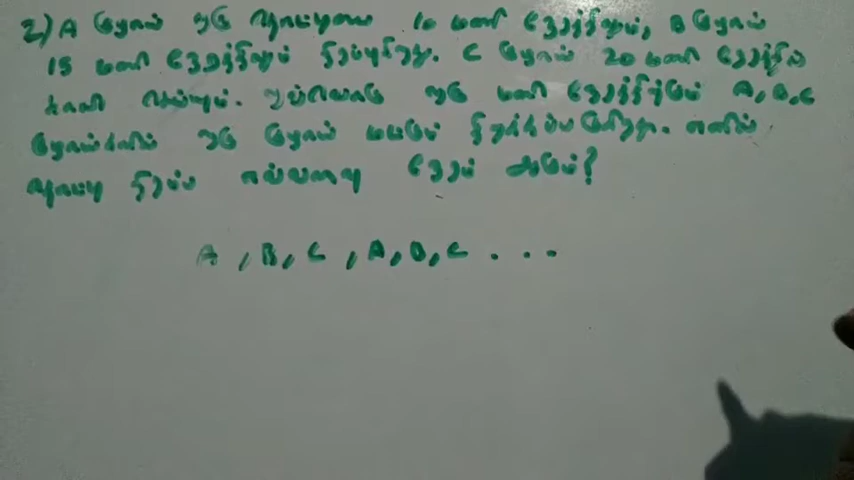 2) A குழாய் ஒரு தொட்டியை 10 மணி நேரத்திலும், B குழாய்
15 மணி நேரத்திலும் நிரப்புகிறது. C குழாய் 20 மணி நேரத்தில்
காலி செய்யும். ஒரு மணி நேரத்திற்கு A, B, C
குழாய்களில் ஒரு குழாய் மட்டும் திறக்கப்படுகிறது. எனில்
தொட்டி நிரம்ப எவ்வளவு நேரம் ஆகும்?
A, B, C, A, B, C ...